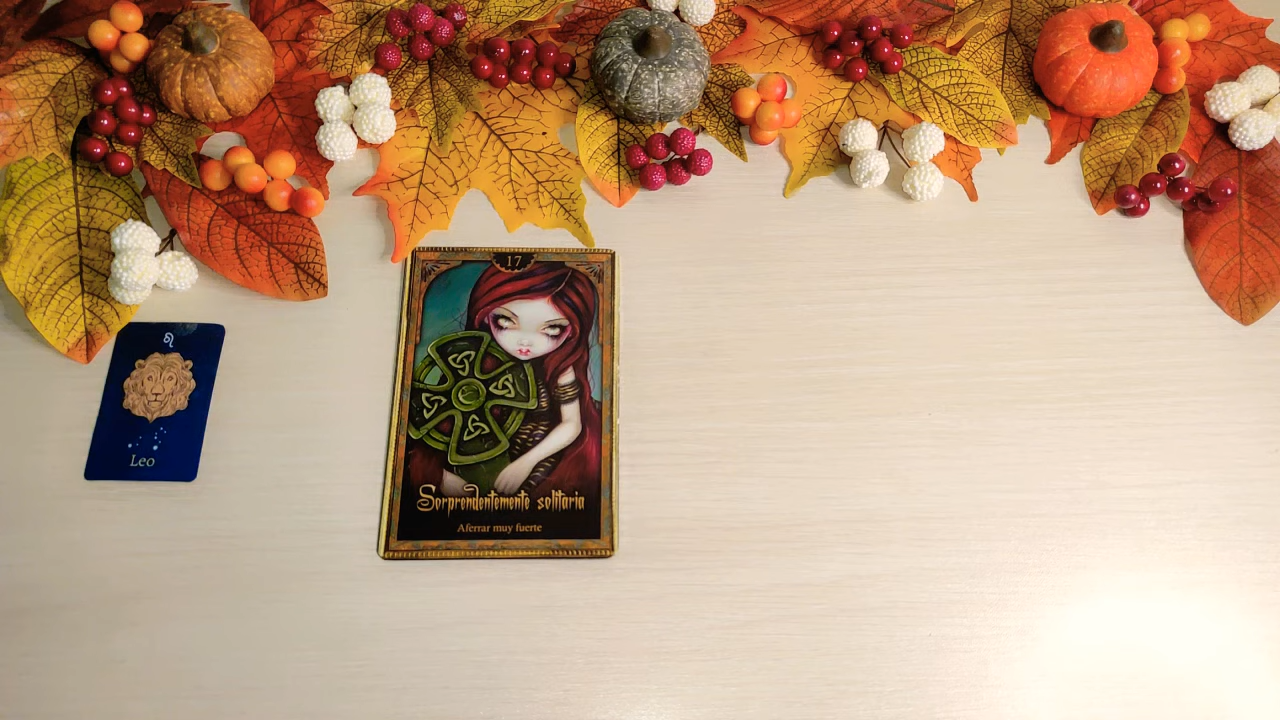 17
♌
Leo
Sorprendentemente solitaria
Aferrar muy fuerte